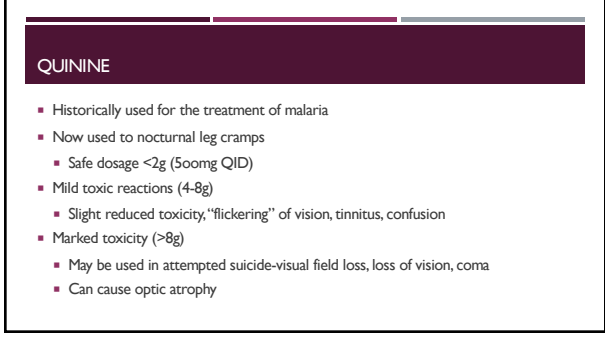 QUININE
Historically used for the treatment of malaria
Now used to nocturnal leg cramps
Safe dosage <2g (5oomg QID)
Mild toxic reactions (4-8g)
Slight reduced toxicity, “flickering” of vision, tinnitus, confusion
Marked toxicity (>8g)
May be used in attempted suicide-visual field loss, loss of vision, coma
Can cause optic atrophy